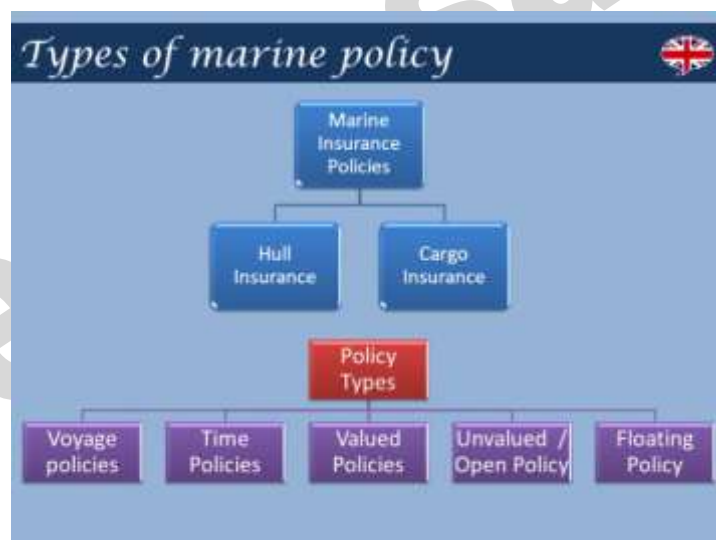 Types of marine policy
Marine
Insurance
Policies
Hull
Insurance
Cargo
Insurance
Policy
Types
Voyage
policies
Time
Policies
Valued
Policies
Unvalued /
Open Policy
Floating
Policy